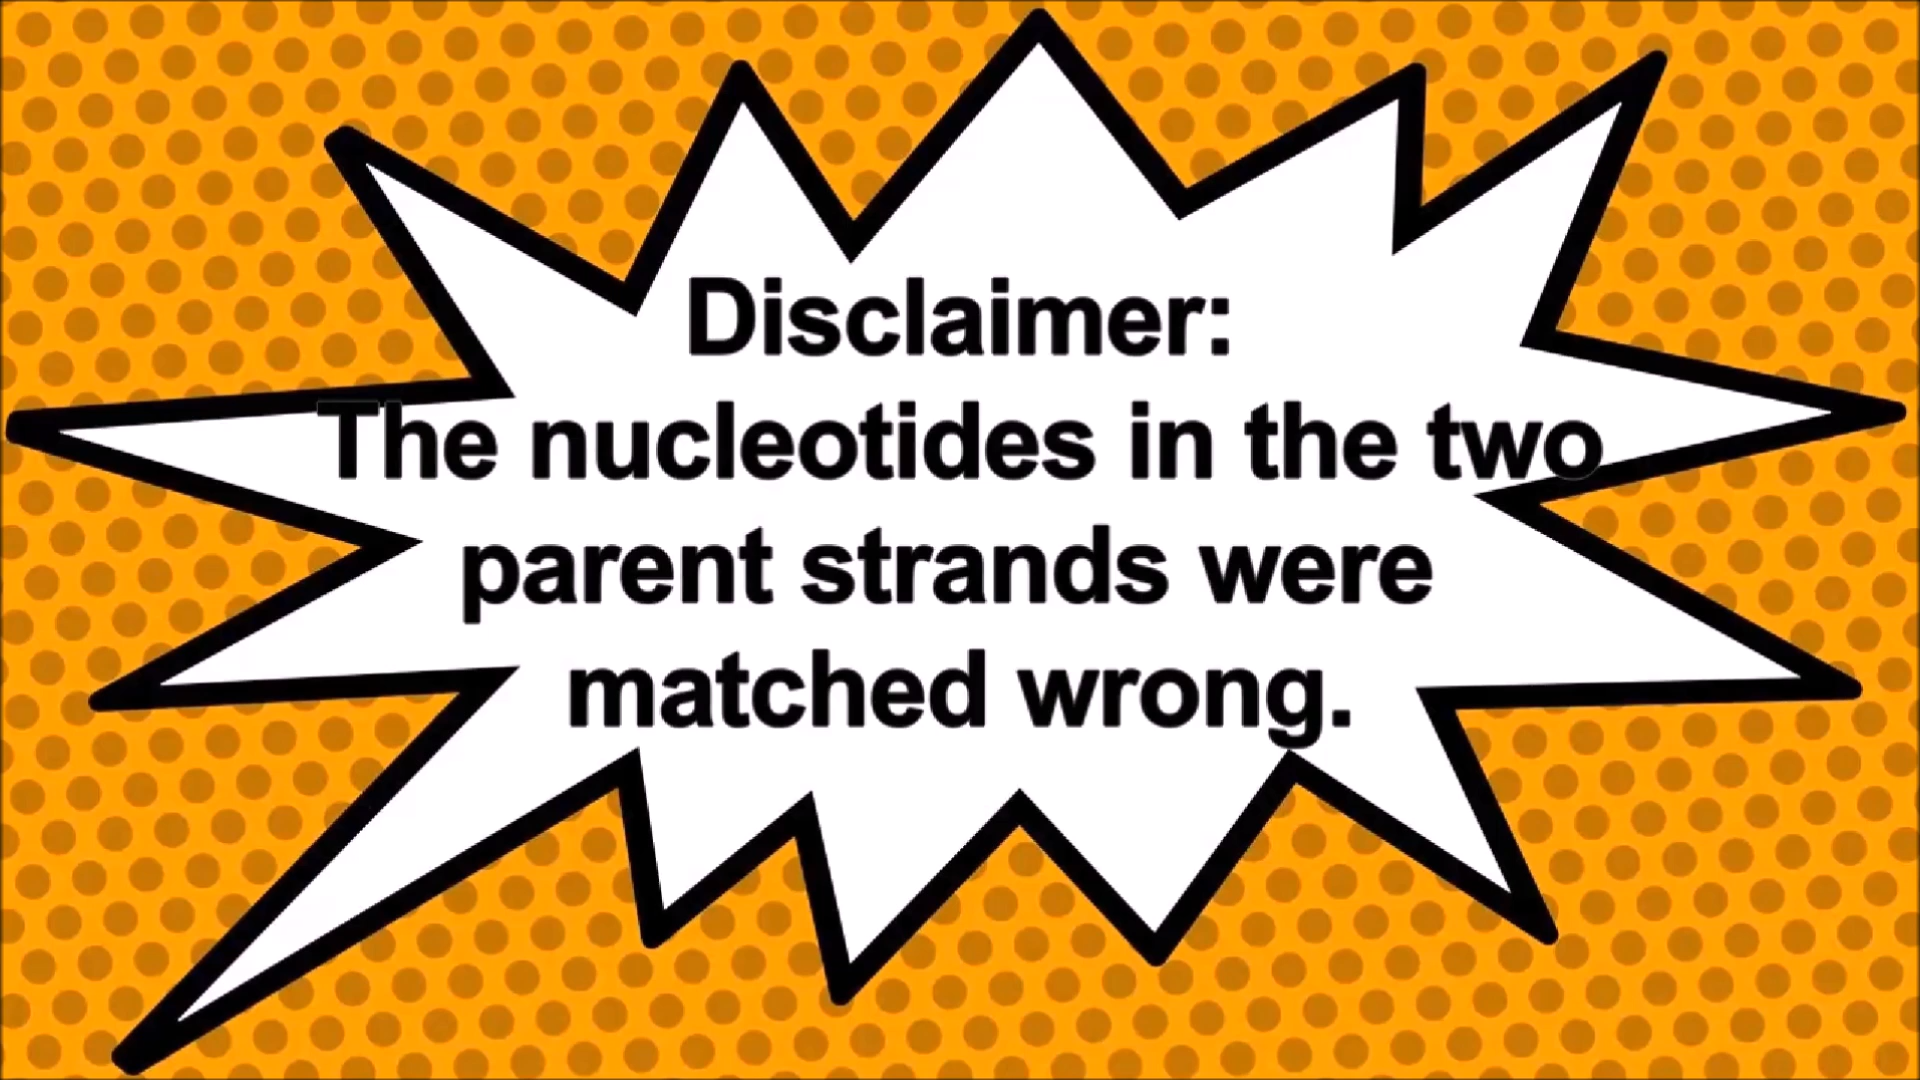 Disclaimer:
The nucleotides in the two
parent strands were
matched wrong.